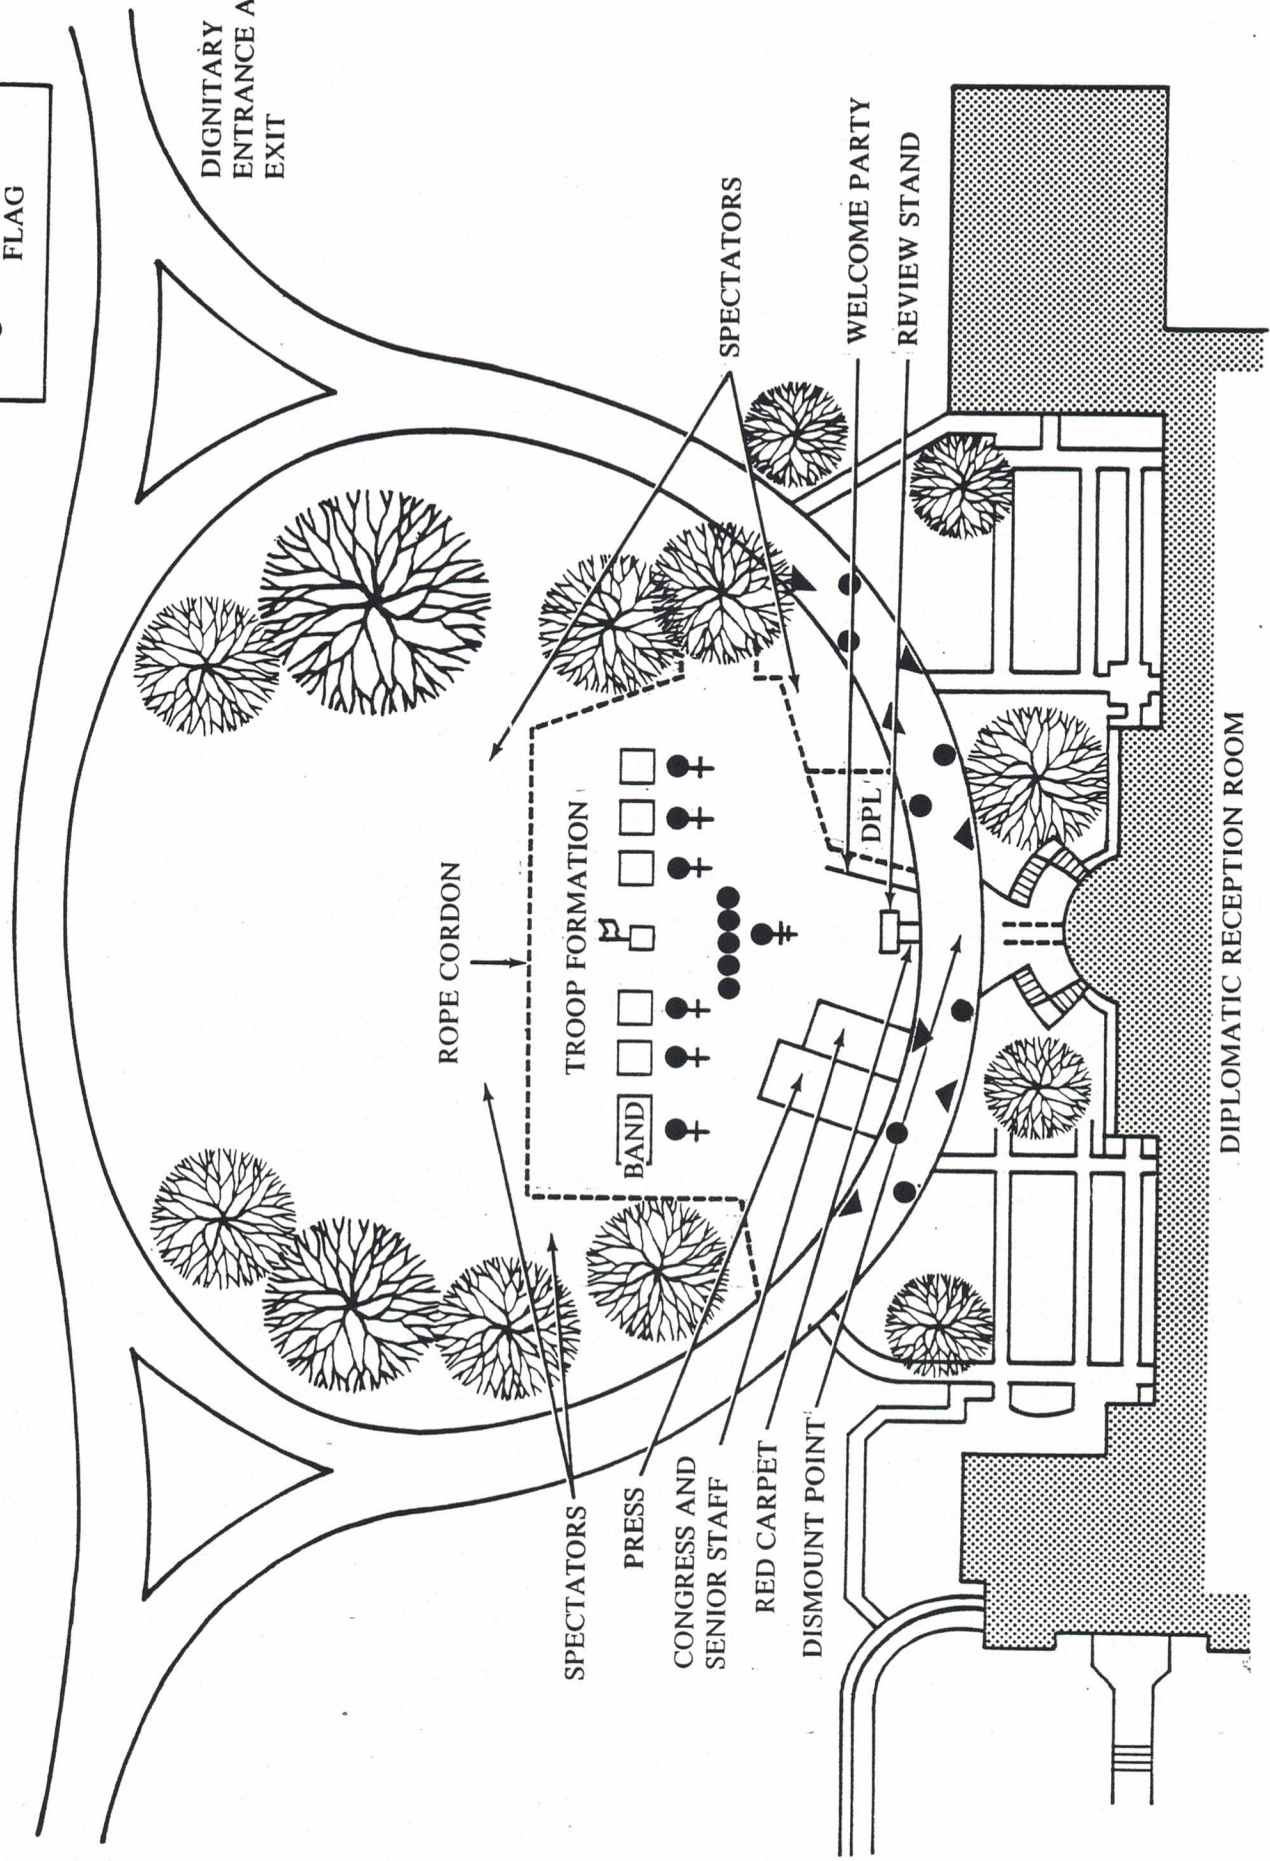 FLAG
DIGNITARY
ENTRANCE
EXIT
SPECTATORS
WELCOME PARTY
REVIEW STAND
ROPE CORDON
TROOP FORMATION
BAND
DPL
SPECTATORS
PRESS
CONGRESS AND
SENIOR STAFF
RED CARPET
DISMOUNT POINT
DIPLOMATIC RECEPTION ROOM